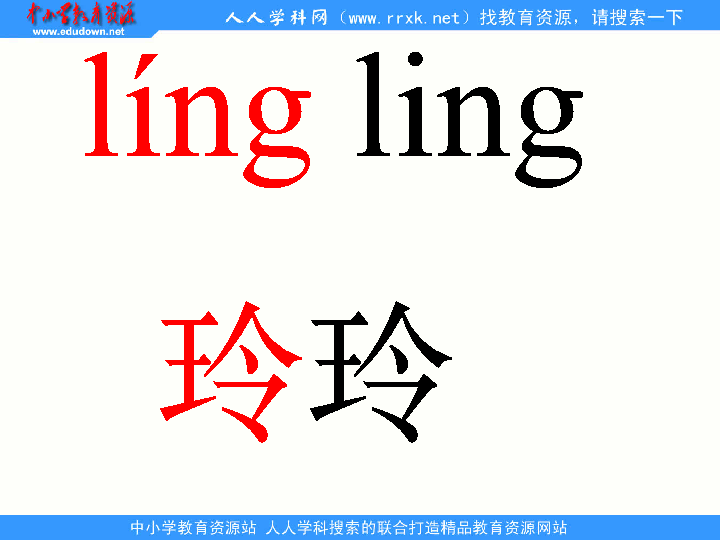 中小学教育资源
www.edudown.net
人人学科网（www.rrxk.net）找教育资源，请搜索一下
líng ling
玲玲
中小学教育资源站 人人学科搜索的联合打造精品教育资源网站